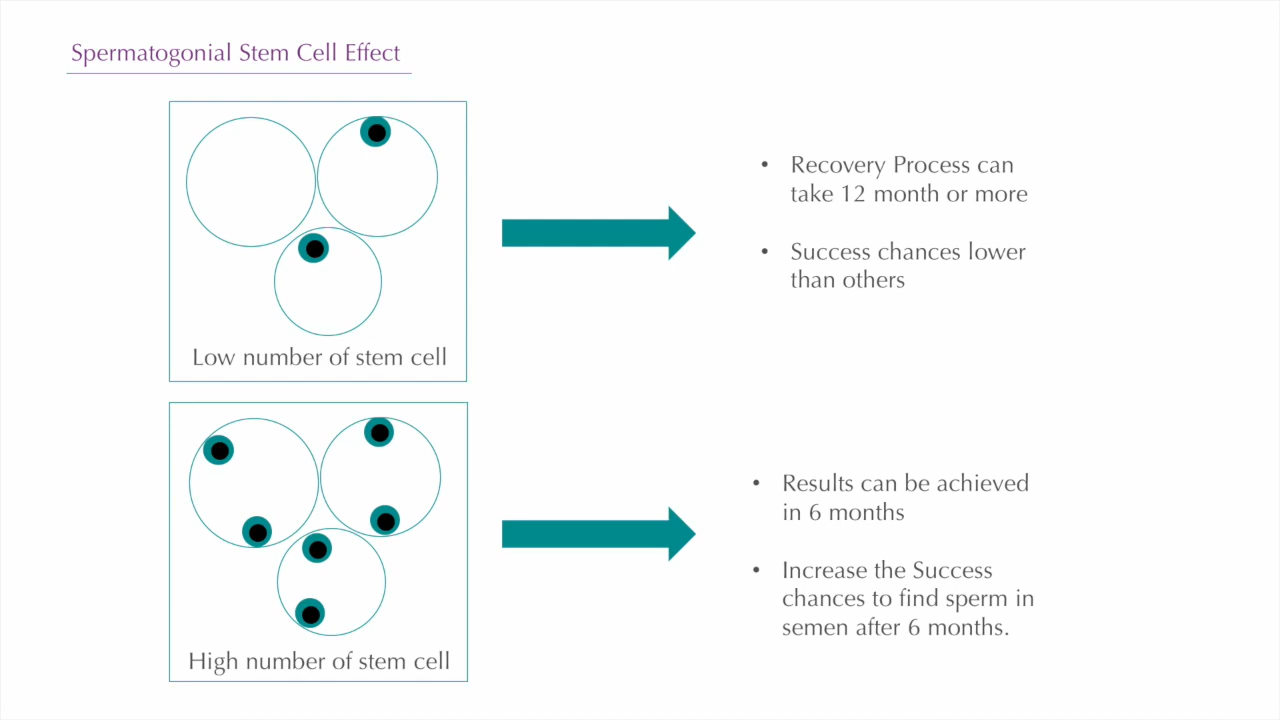 Spermatogonial Stem Cell Effect
Low number of stem cell
• Recovery Process can
take 12 month or more
• Success chances lower
than others
High number of stem cell
• Results can be achieved
in 6 months
• Increase the Success
chances to find sperm in
semen after 6 months.